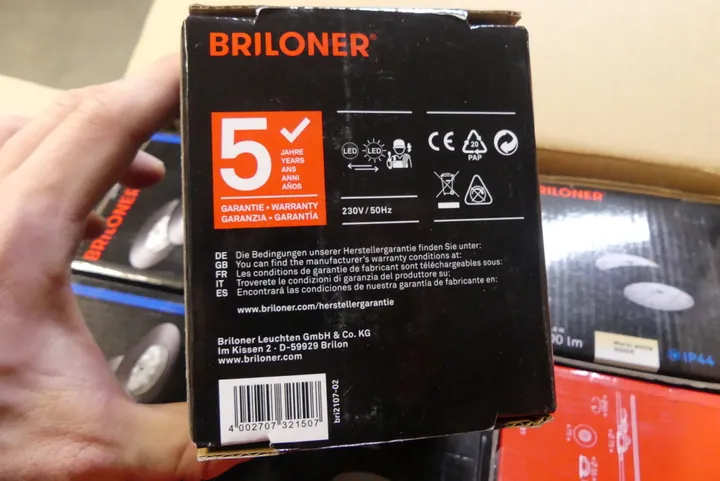 BRILONER®
5
JAHRE
YEARS
ANS
ANNI
AÑOS
GARANTIE • WARRANTY
GARANZIA • GARANTÍA
LED
LED
230V / 50Hz
CE
20
PAP
DE Die Bedingungen unserer Herstellergarantie finden Sie unter:
GB You can find the manufacturer's warranty conditions at:
FR Les conditions de garantie de fabricant sont téléchargeables sous:
IT Troverete le condizioni di garanzia del produttore su:
ES Encontrará las condiciones de nuestra garantía de fabricante en:
www.briloner.com/herstellergarantie
Briloner Leuchten GmbH & Co. KG
Im Kissen 2 · D-59929 Brilon
www.briloner.com
4 002707 321507
bri2107-02
BRILONER
BRILONER
BRILONER
lm
IP44